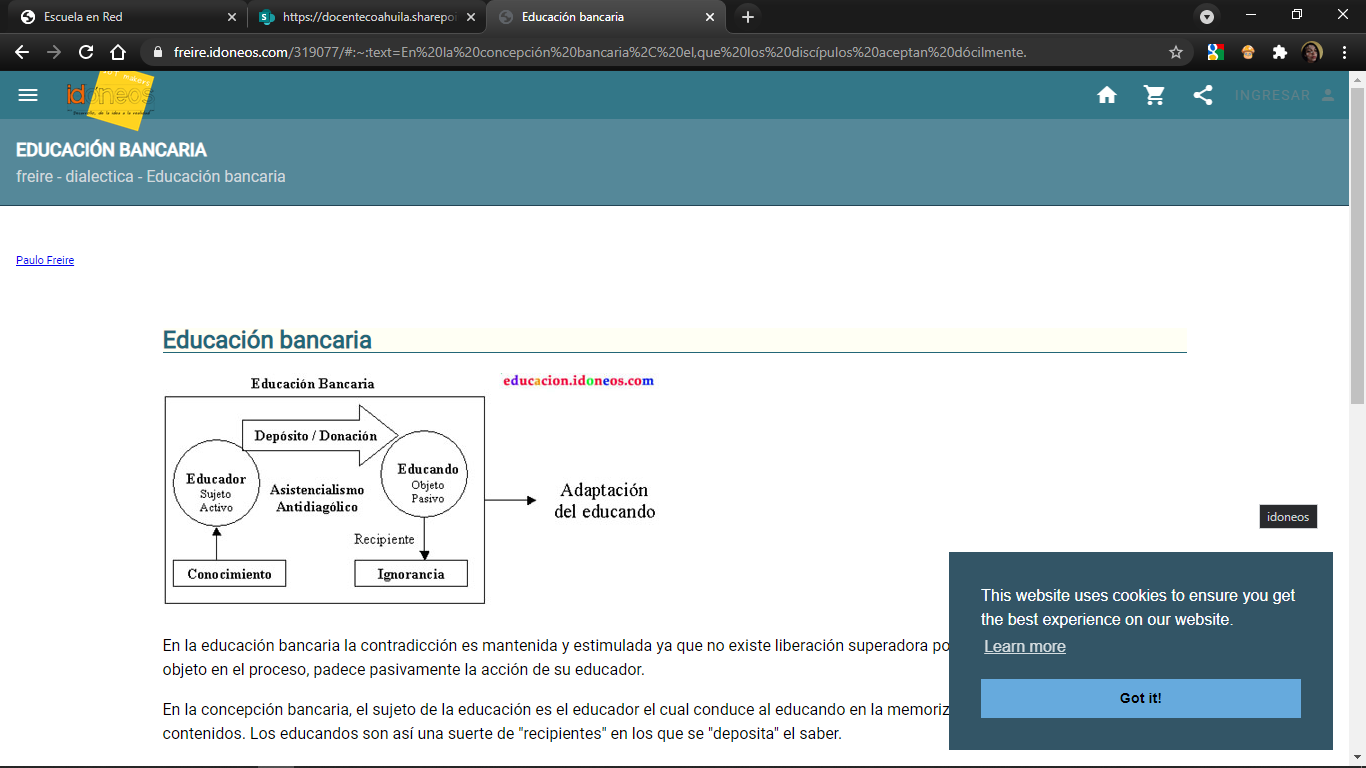 Escuela en Red
https://docentecoahuila.sharepoi
Educación bancaria
freire.idoneos.com/319077/#:~:text=En%20la%20concepción%20bancaria%2C%20el,que%20los%20discípulos%20aceptan%20dócilmente.
idoneos
INGRESAR
EDUCACIÓN BANCARIA
freire - dialectica - Educación bancaria
Paulo Freire
Educación bancaria
Educación Bancaria
educacion.idoneos.com
Depósito / Donación
Educador
Sujeto
Activo
Asistencialismo
Antidiagólico
Educando
Objeto
Pasivo
Adaptación
del educando
Recipiente
Conocimiento
Ignorancia
idoneos
This website uses cookies to ensure you get
the best experience on our website.
Learn more
Got it!
En la educación bancaria la contradicción es mantenida y estimulada ya que no existe liberación superadora po
objeto en el proceso, padece pasivamente la acción de su educador.
En la concepción bancaria, el sujeto de la educación es el educador el cual conduce al educando en la memoriz
contenidos. Los educandos son así una suerte de "recipientes" en los que se "deposita" el saber.